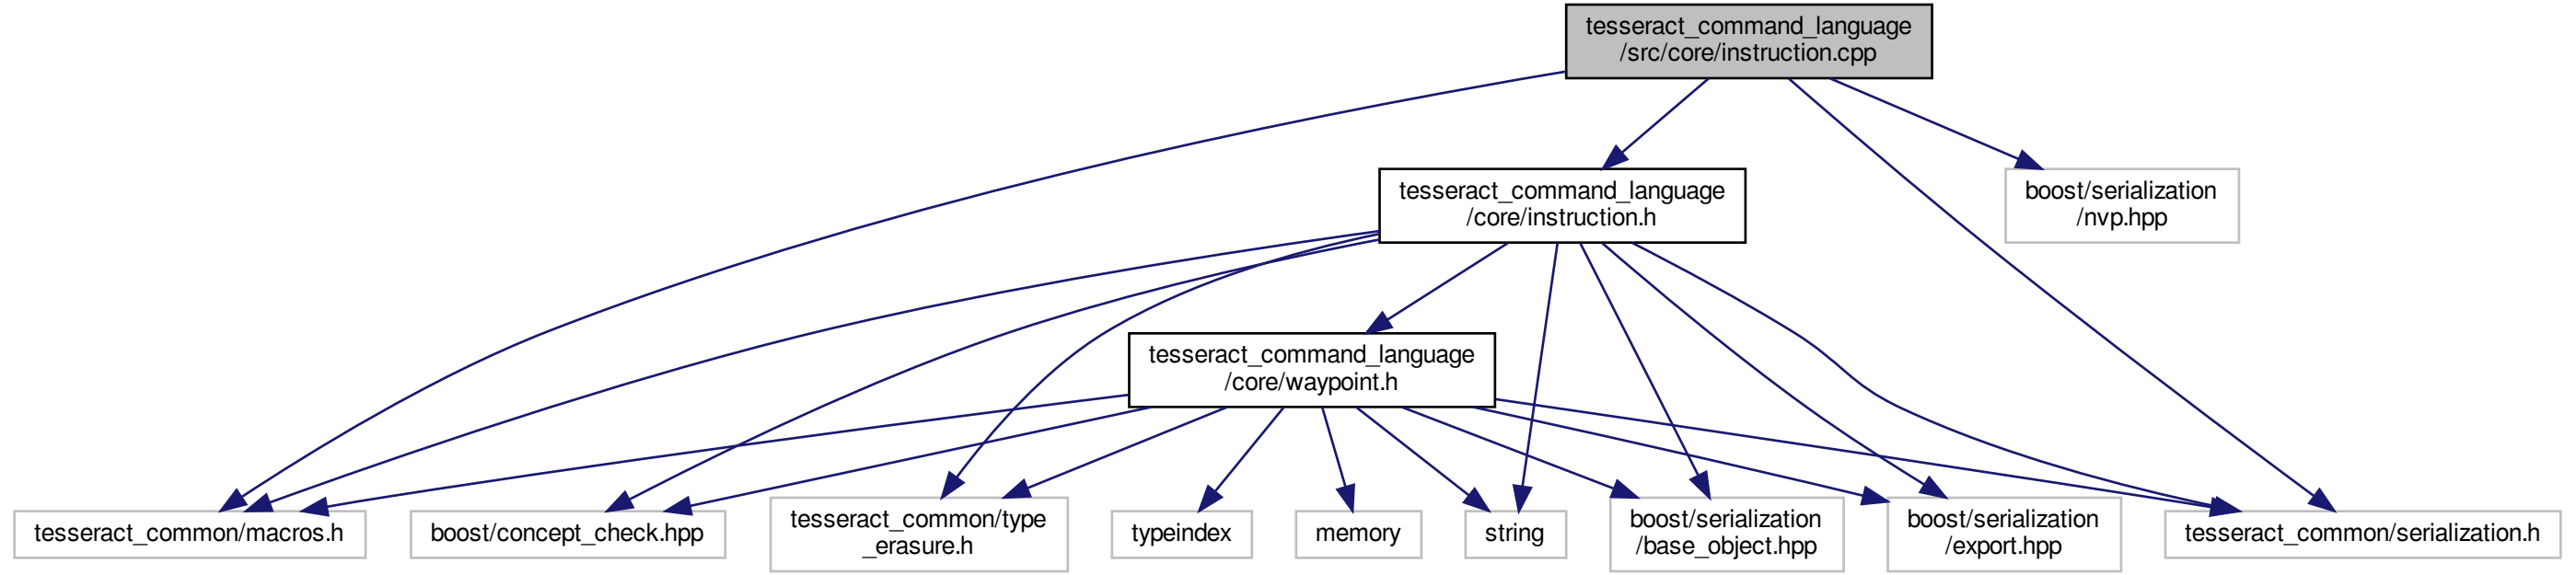 tesseract_command_language
/src/core/instruction.cpp
tesseract_command_language
/core/instruction.h
boost/serialization
/nvp.hpp
tesseract_command_language
/core/waypoint.h
tesseract_common/macros.h
boost/concept_check.hpp
tesseract_common/type
_erasure.h
typeindex
memory
string
boost/serialization
/base_object.hpp
boost/serialization
/export.hpp
tesseract_common/serialization.h